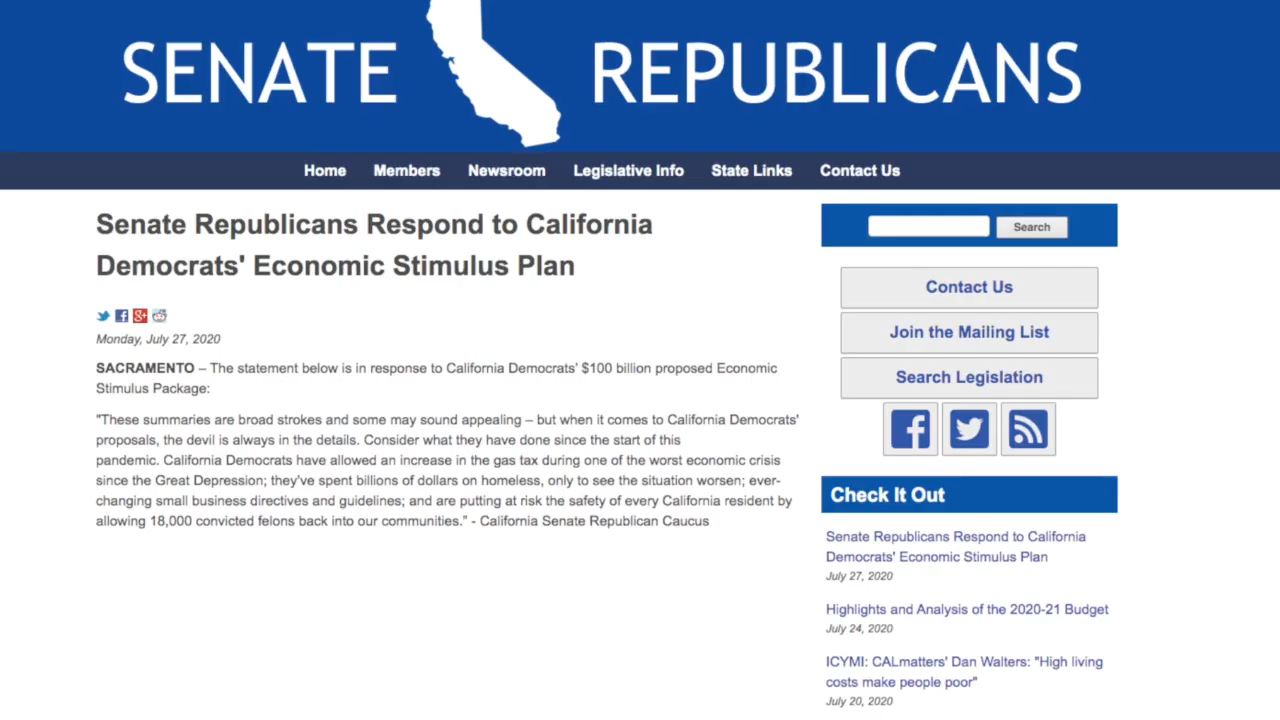 SENATE REPUBLICANS
Home Members Newsroom Legislative Info State Links Contact Us
Senate Republicans Respond to California
Democrats' Economic Stimulus Plan
Monday, July 27, 2020
SACRAMENTO – The statement below is in response to California Democrats' $100 billion proposed Economic
Stimulus Package:
"These summaries are broad strokes and some may sound appealing – but when it comes to California Democrats'
proposals, the devil is always in the details. Consider what they have done since the start of this
pandemic. California Democrats have allowed an increase in the gas tax during one of the worst economic crisis
since the Great Depression; they've spent billions of dollars on homeless, only to see the situation worsen; ever-
changing small business directives and guidelines; and are putting at risk the safety of every California resident by
allowing 18,000 convicted felons back into our communities." - California Senate Republican Caucus
Search
Contact Us
Join the Mailing List
Search Legislation
Check It Out
Senate Republicans Respond to California
Democrats' Economic Stimulus Plan
July 27, 2020
Highlights and Analysis of the 2020-21 Budget
July 24, 2020
ICYMI: CALmatters' Dan Walters: "High living
costs make people poor"
July 20, 2020